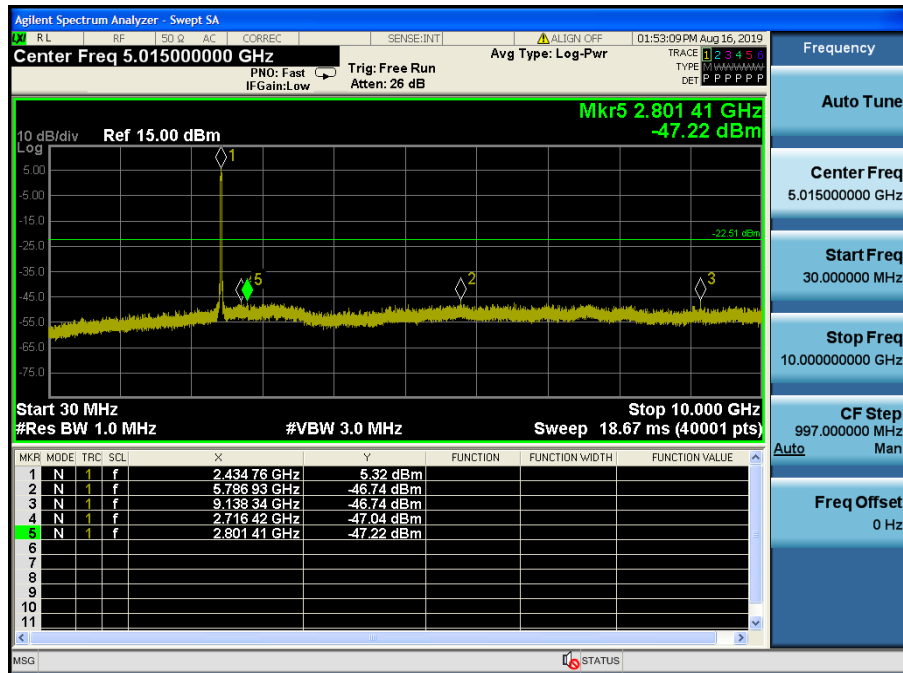 Agilent Spectrum Analyzer - Swept SA
LXI RL RF 50 Ω AC CORREC SENSE:INT ALIGN OFF 01:53:09 PM Aug 16, 2019
Center Freq 5.015000000 GHz
PNO: Fast
IFGain:Low
Trig: Free Run
Atten: 26 dB
Avg Type: Log-Pwr
TRACE 1 2 3 4 5 6
TYPE M WWWWW
DET P P P P P P
Mkr5 2.801 41 GHz
-47.22 dBm
10 dB/div Ref 15.00 dBm
Log
1
5.00
-5.00
-15.0
-22.51 dBm
-25.0
-35.0
5
2
3
-45.0
-55.0
-65.0
-75.0
Start 30 MHz Stop 10.000 GHz
#Res BW 1.0 MHz #VBW 3.0 MHz Sweep 18.67 ms (40001 pts)
MKR MODE TRC SCL X Y FUNCTION FUNCTION WIDTH FUNCTION VALUE
1 N 1 f 2.434 76 GHz 5.32 dBm
2 N 1 f 5.786 93 GHz -46.74 dBm
3 N 1 f 9.138 34 GHz -46.74 dBm
4 N 1 f 2.716 42 GHz -47.04 dBm
5 N 1 f 2.801 41 GHz -47.22 dBm
6
7
8
9
10
11
MSG STATUS
Frequency
Auto Tune
Center Freq
5.015000000 GHz
Start Freq
30.000000 MHz
Stop Freq
10.000000000 GHz
CF Step
997.000000 MHz
Auto Man
Freq Offset
0 Hz